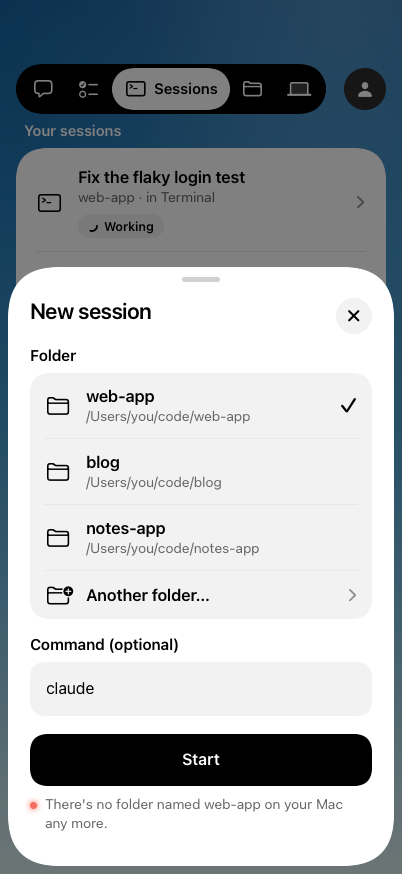 Sessions
Your sessions
Fix the flaky login test
web-app · in Terminal
Working
New session
Folder
web-app
/Users/you/code/web-app
blog
/Users/you/code/blog
notes-app
/Users/you/code/notes-app
Another folder...
Command (optional)
claude
Start
There's no folder named web-app on your Mac
any more.